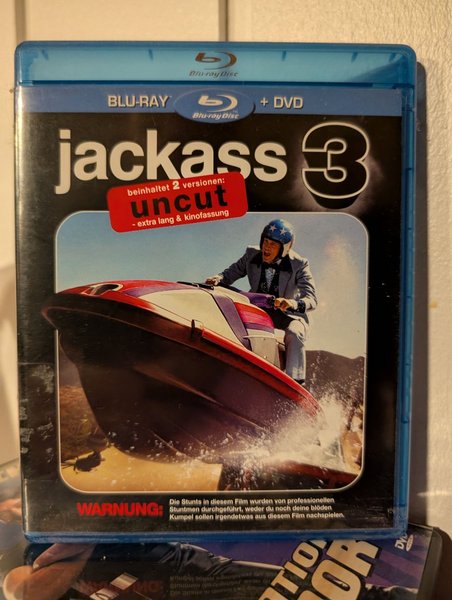 Blu-ray Disc
BLU-RAY Blu-ray Disc + DVD
jackass 3
beinhaltet 2 versionen:
uncut
- extra lang & kinofassung
WARNUNG:
Die Stunts in diesem Film wurden von professionellen
Stuntmen durchgeführt, weder du noch deine blöden
Kumpel sollen irgendetwas aus diesem Film nachspielen.